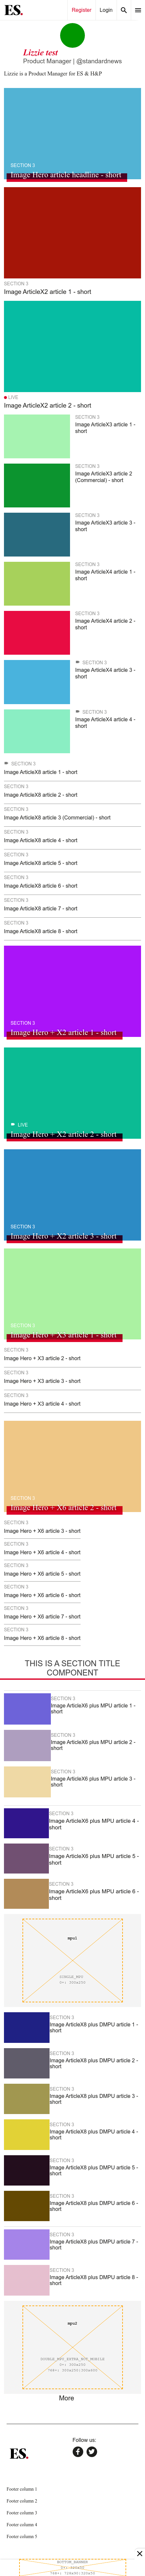 ES.
Register
Login
Lizzie test
Product Manager | @standardnews
Lizzie is a Product Manager for ES & H&P
SECTION 3
Image Hero article headline - short
SECTION 3
Image ArticleX2 article 1 - short
LIVE
Image ArticleX2 article 2 - short
SECTION 3
Image ArticleX3 article 1 -
short
SECTION 3
Image ArticleX3 article 2
(Commercial) - short
SECTION 3
Image ArticleX3 article 3 -
short
SECTION 3
Image ArticleX4 article 1 -
short
SECTION 3
Image ArticleX4 article 2 -
short
SECTION 3
Image ArticleX4 article 3 -
short
SECTION 3
Image ArticleX4 article 4 -
short
SECTION 3
Image ArticleX8 article 1 - short
SECTION 3
Image ArticleX8 article 2 - short
SECTION 3
Image ArticleX8 article 3 (Commercial) - short
SECTION 3
Image ArticleX8 article 4 - short
SECTION 3
Image ArticleX8 article 5 - short
SECTION 3
Image ArticleX8 article 6 - short
SECTION 3
Image ArticleX8 article 7 - short
SECTION 3
Image ArticleX8 article 8 - short
SECTION 3
Image Hero + X2 article 1 - short
LIVE
Image Hero + X2 article 2 - short
SECTION 3
Image Hero + X2 article 3 - short
SECTION 3
Image Hero + X3 article 1 - short
SECTION 3
Image Hero + X3 article 2 - short
SECTION 3
Image Hero + X3 article 3 - short
SECTION 3
Image Hero + X3 article 4 - short
SECTION 3
Image Hero + X6 article 2 - short
SECTION 3
Image Hero + X6 article 3 - short
SECTION 3
Image Hero + X6 article 4 - short
SECTION 3
Image Hero + X6 article 5 - short
SECTION 3
Image Hero + X6 article 6 - short
SECTION 3
Image Hero + X6 article 7 - short
SECTION 3
Image Hero + X6 article 8 - short
THIS IS A SECTION TITLE
COMPONENT
SECTION 3
Image ArticleX6 plus MPU article 1 -
short
SECTION 3
Image ArticleX6 plus MPU article 2 -
short
SECTION 3
Image ArticleX6 plus MPU article 3 -
short
SECTION 3
Image ArticleX6 plus MPU article 4 -
short
SECTION 3
Image ArticleX6 plus MPU article 5 -
short
SECTION 3
Image ArticleX6 plus MPU article 6 -
short
mpu1
SINGLE_MPU
0+: 300x250
SECTION 3
Image ArticleX8 plus DMPU article 1 -
short
SECTION 3
Image ArticleX8 plus DMPU article 2 -
short
SECTION 3
Image ArticleX8 plus DMPU article 3 -
short
SECTION 3
Image ArticleX8 plus DMPU article 4 -
short
SECTION 3
Image ArticleX8 plus DMPU article 5 -
short
SECTION 3
Image ArticleX8 plus DMPU article 6 -
short
SECTION 3
Image ArticleX8 plus DMPU article 7 -
short
SECTION 3
Image ArticleX8 plus DMPU article 8 -
short
mpu2
More
Follow us:
ES.
Footer column 1
Footer column 2
Footer column 3
Footer column 4
Footer column 5